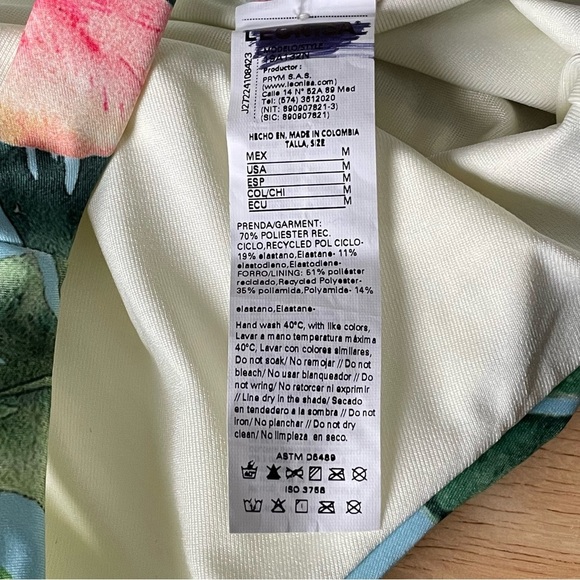 LEONISA
MODELO/STYLE
Productor:
PRYM S.A.S.
(www.leonisa.com)
Calle 14 N° 52A 89 Med
Tel: (574) 3612020
(NIT: 890907821-3)
(SIC: 890907821)
J27224108423
HECHO EN, MADE IN COLOMBIA
TALLA, SIZE
MEX M
USA M
ESP M
COL/CHI M
ECU M
PRENDA/GARMENT:
70% POLIESTER REC.
CICLO,RECYCLED POL CICLO-
19% elastano, Elastane- 11%
elastodieno,Elastodiene-
FORRO/LINING: 51% poliéster
reciclado,Recycled Polyester-
35% poliamida,Polyamide- 14%
elastano,Elastane-
Hand wash 40°C, with like colors,
Lavar a mano temperatura máxima
40°C, Lavar con colores similares,
Do not soak/ No remojar // Do not
bleach/ No usar blanqueador // Do
not wring/ No retorcer ni exprimir
// Line dry in the shade/ Secado
en tendedero a la sombra // Do not
iron/ No planchar // Do not dry
clean/ No limpieza en seco.
ASTM D5489
ISO 3758